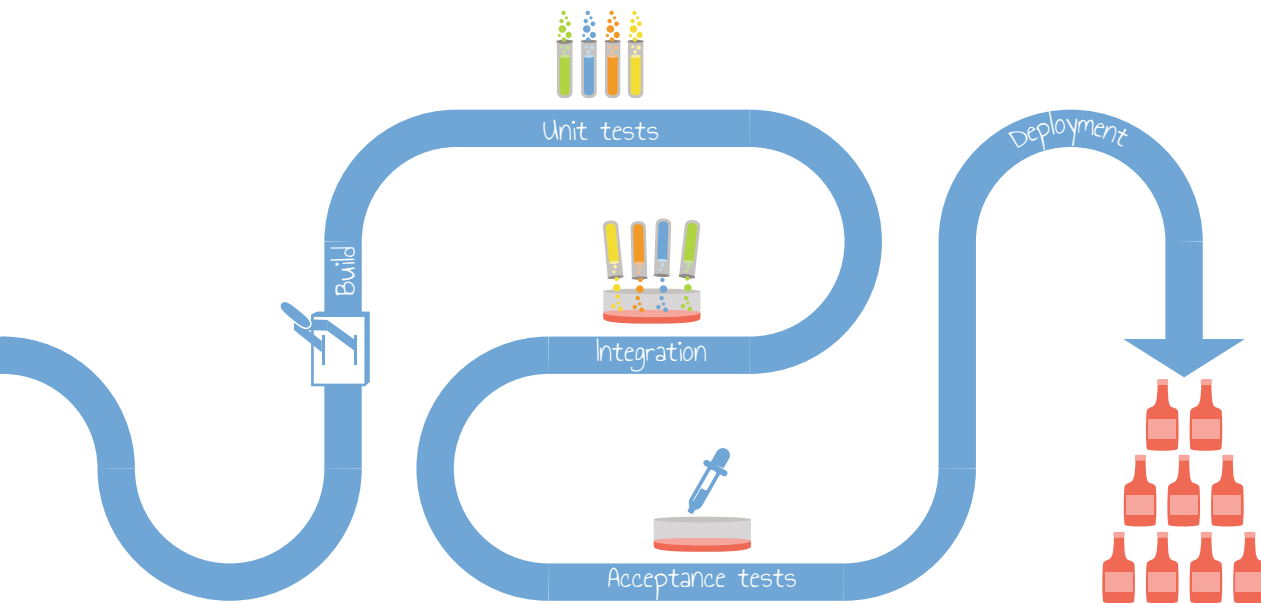 Build
Unit tests
Integration
Acceptance tests
Deployment